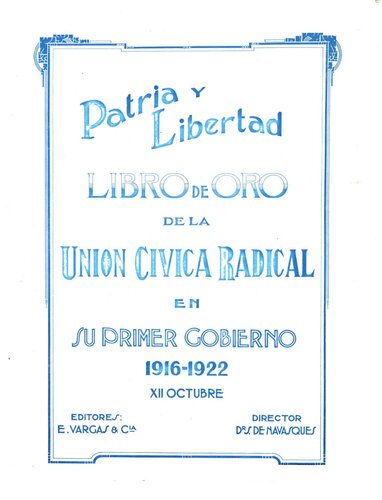 Patria y
Libertad
LIBRO DE ORO
DE LA
UNION CIVICA RADICAL
EN
SU PRIMER GOBIERNO
1916-1922
XII OCTUBRE
EDITORES:
E. VARGAS & CIA
DIRECTOR
DRS DE NAVASQUES